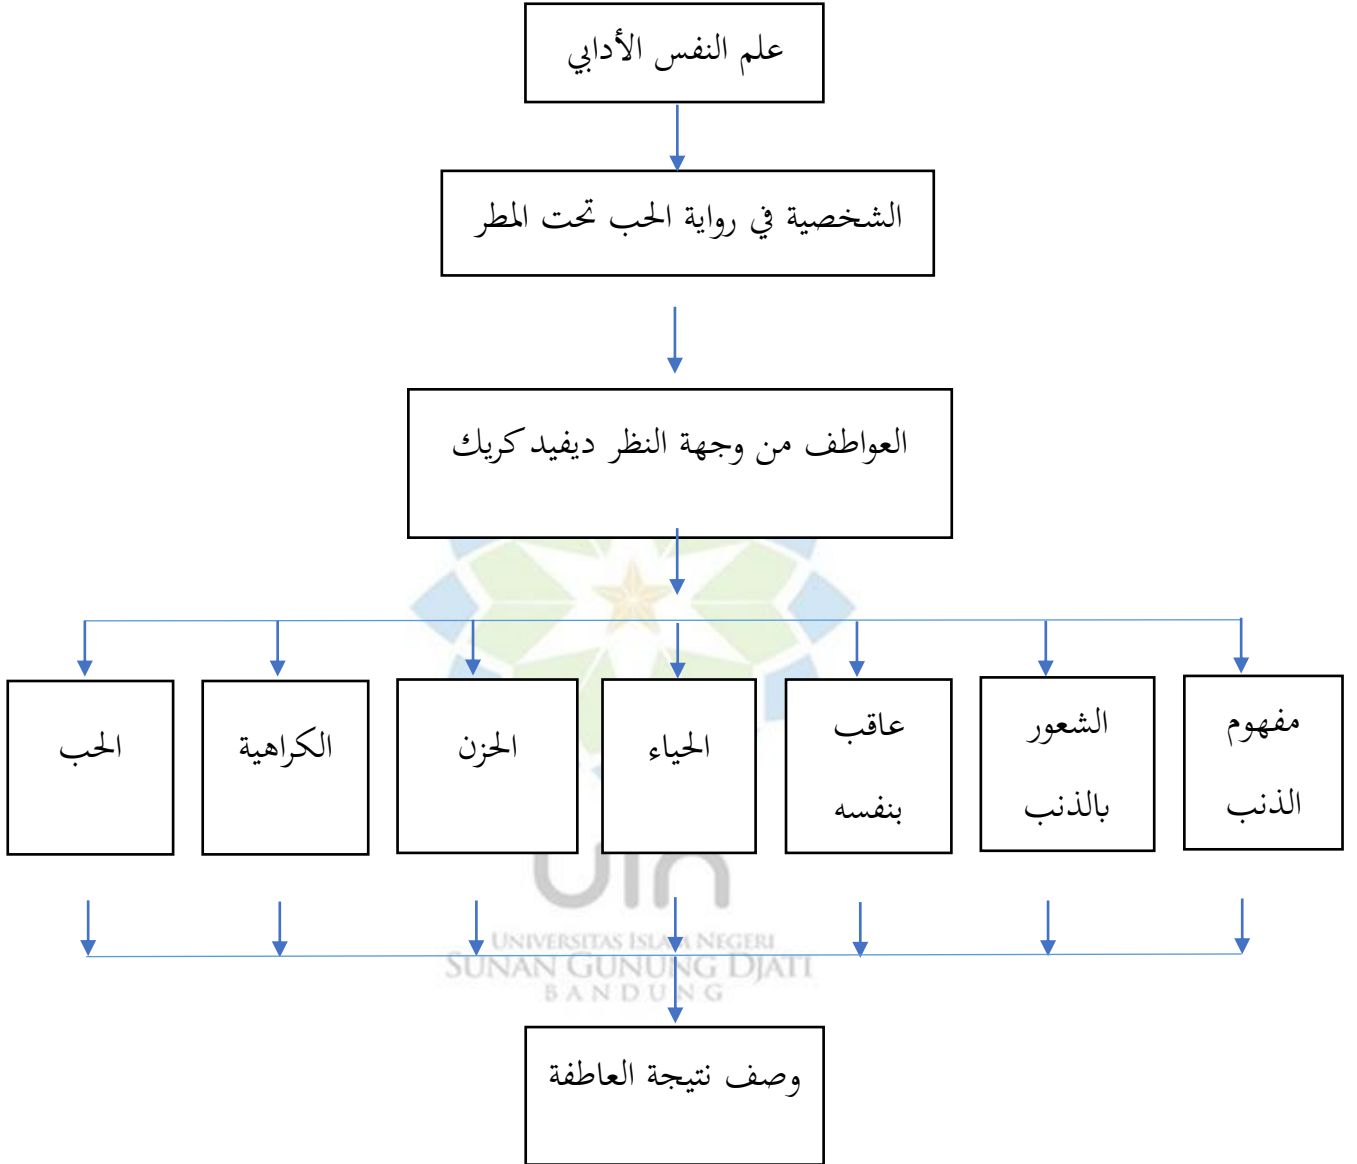 علم النفس الأدابي
الشخصية في رواية الحب تحت المطر
العواطف من وجهة النظر ديفيد كريك
مفهوم
الذنب
الشعور
بالذنب
عاقب
بنفسه
الحياء
الحزن
الكراهية
الحب
uin
UNIVERSITAS ISLAM NEGERI
SUNAN GUNUNG DJATI
BANDUNG
وصف نتيجة العاطفة